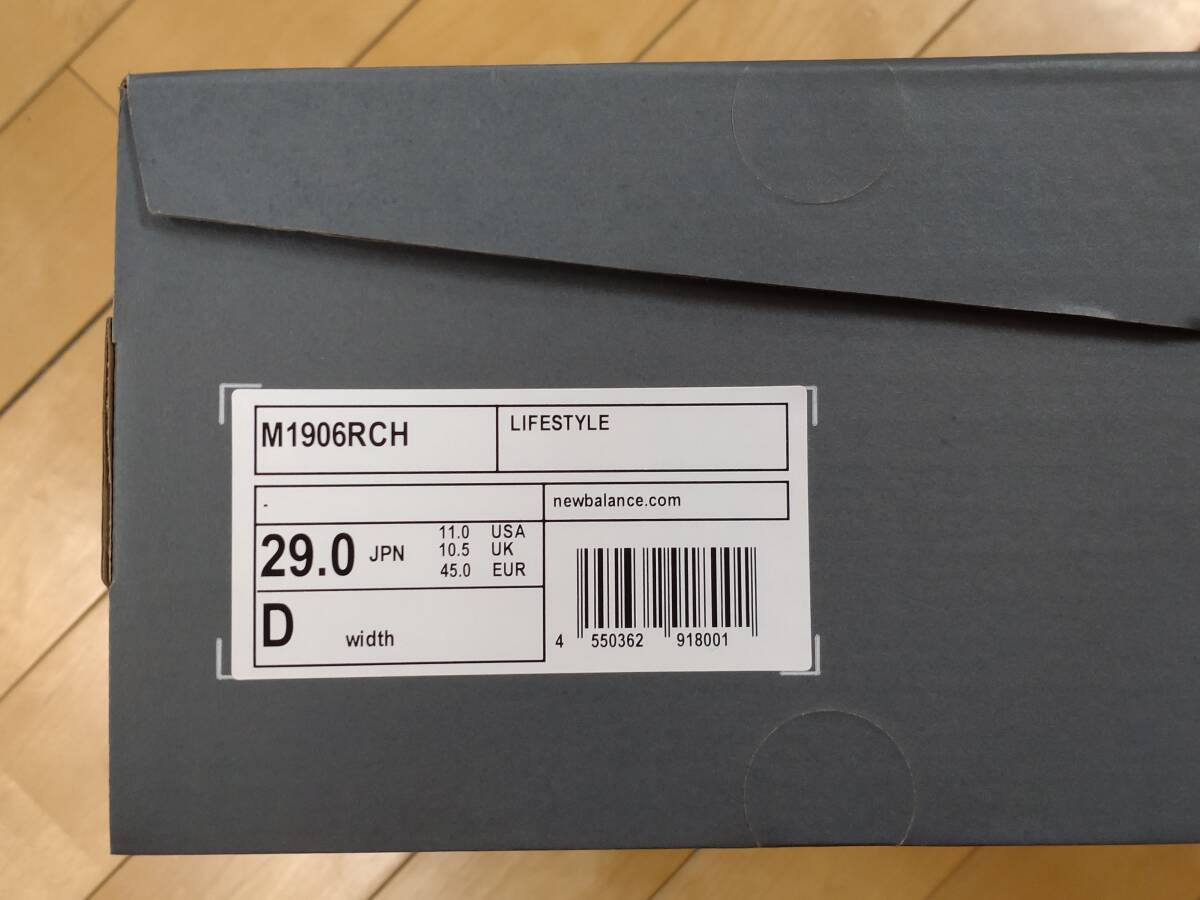 M1906RCH
LIFESTYLE
-
newbalance.com
29.0 JPN
11.0 USA
10.5 UK
45.0 EUR
D width
4 550362 918001